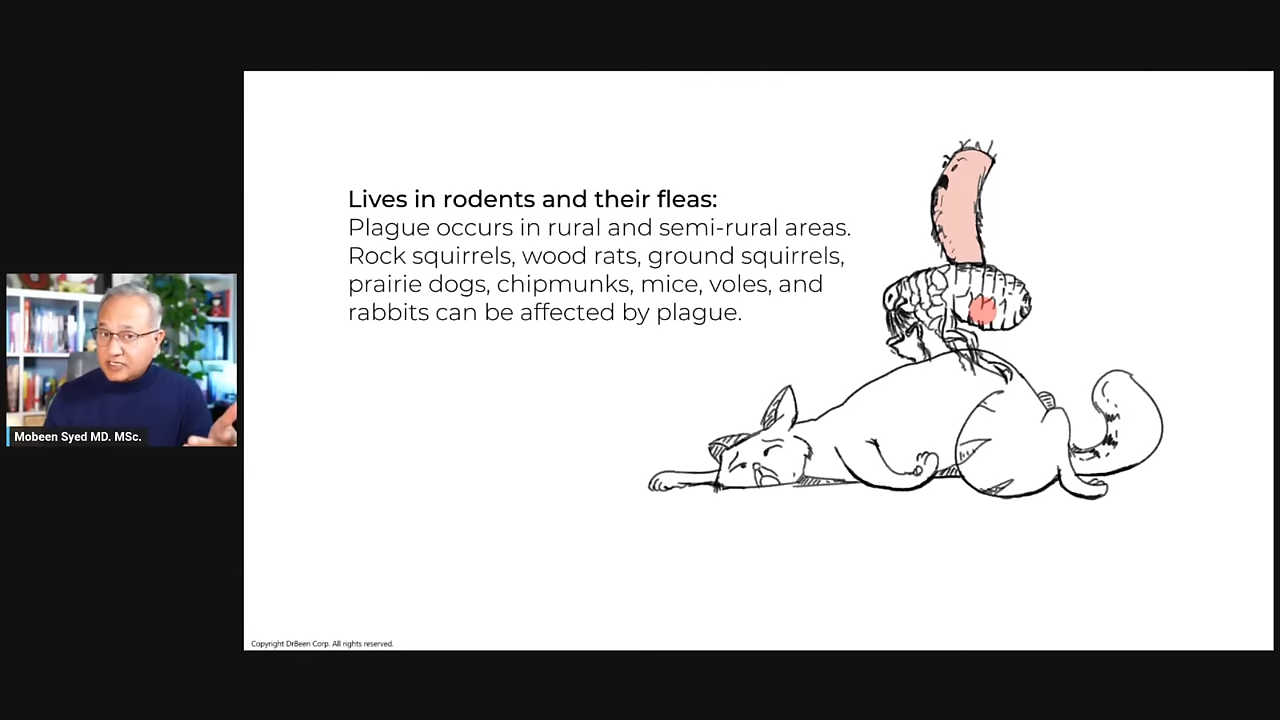 Lives in rodents and their fleas:
Plague occurs in rural and semi-rural areas.
Rock squirrels, wood rats, ground squirrels,
prairie dogs, chipmunks, mice, voles, and
rabbits can be affected by plague.
Mobeen Syed MD. MSc.
Copyright DrBeen Corp. All rights reserved.